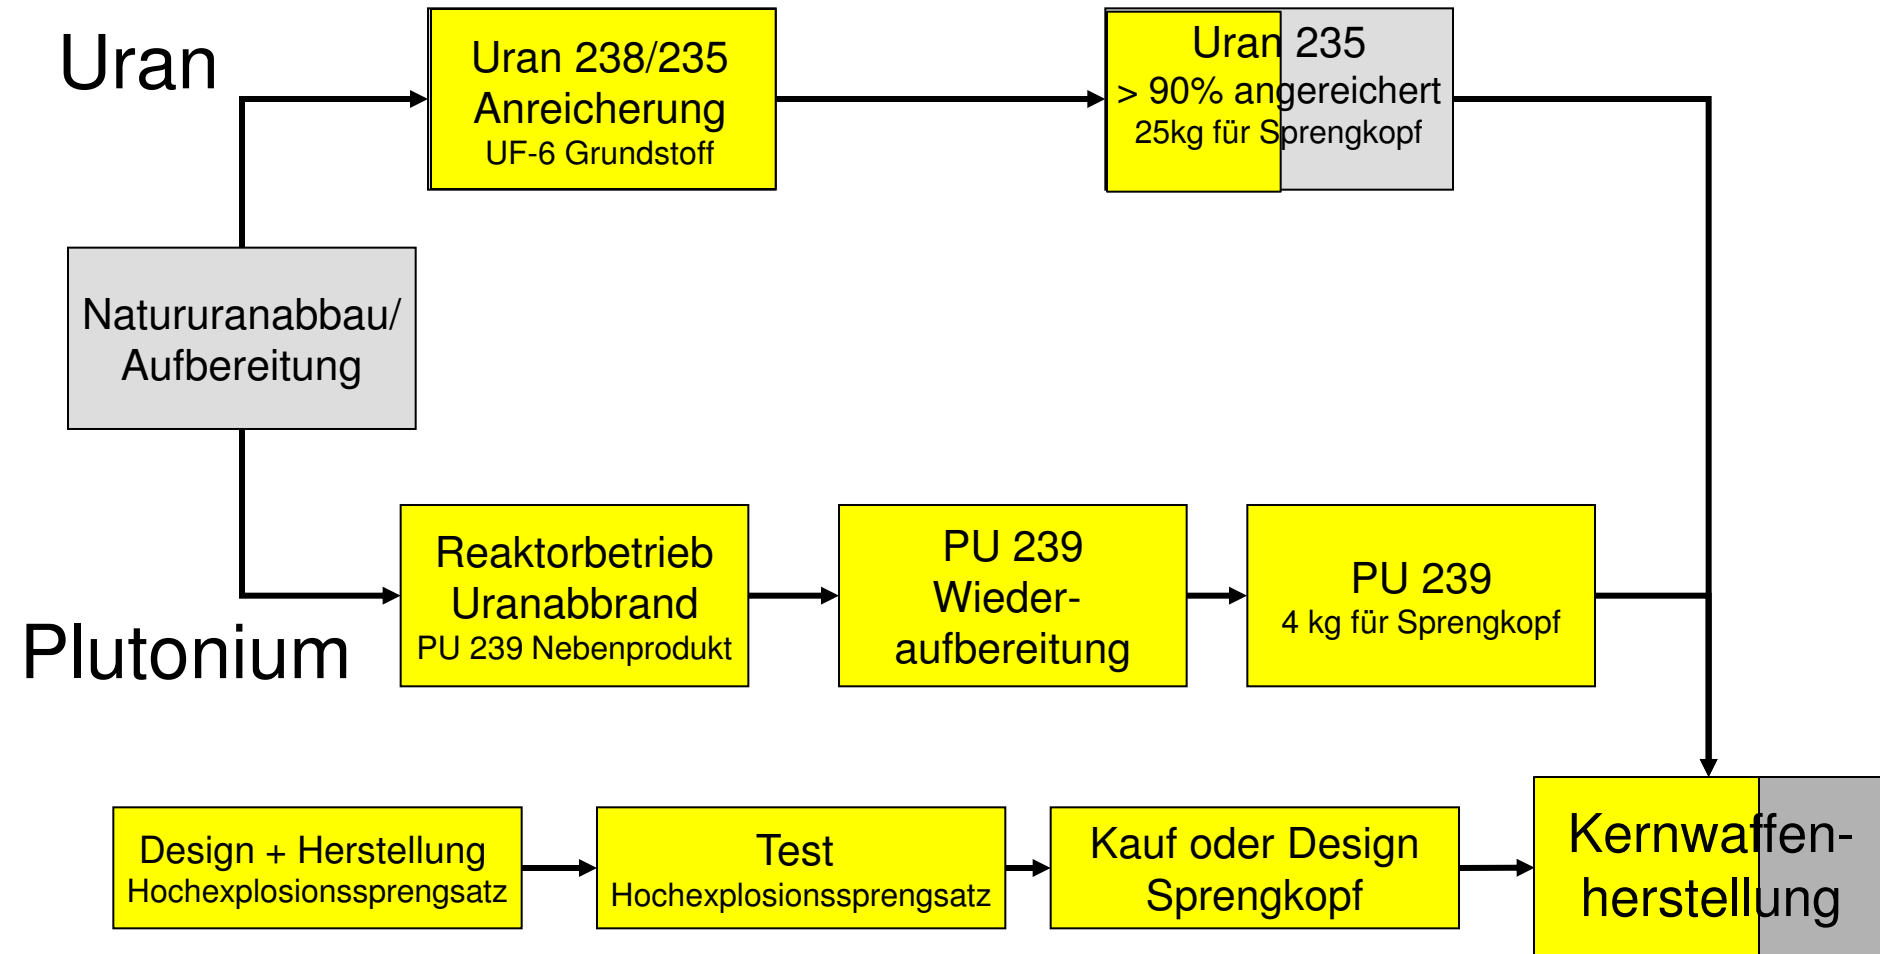 Uran
Uran 238/235
Anreicherung
UF-6 Grundstoff
Uran 235
> 90% angereichert
25kg für Sprengkopf
Natururanabbau/
Aufbereitung
Plutonium
Reaktorbetrieb
Uranabbrand
PU 239 Nebenprodukt
PU 239
Wieder-
aufbereitung
PU 239
4 kg für Sprengkopf
Design + Herstellung
Hochexplosionssprengsatz
Test
Hochexplosionssprengsatz
Kauf oder Design
Sprengkopf
Kernwaffen-
herstellung